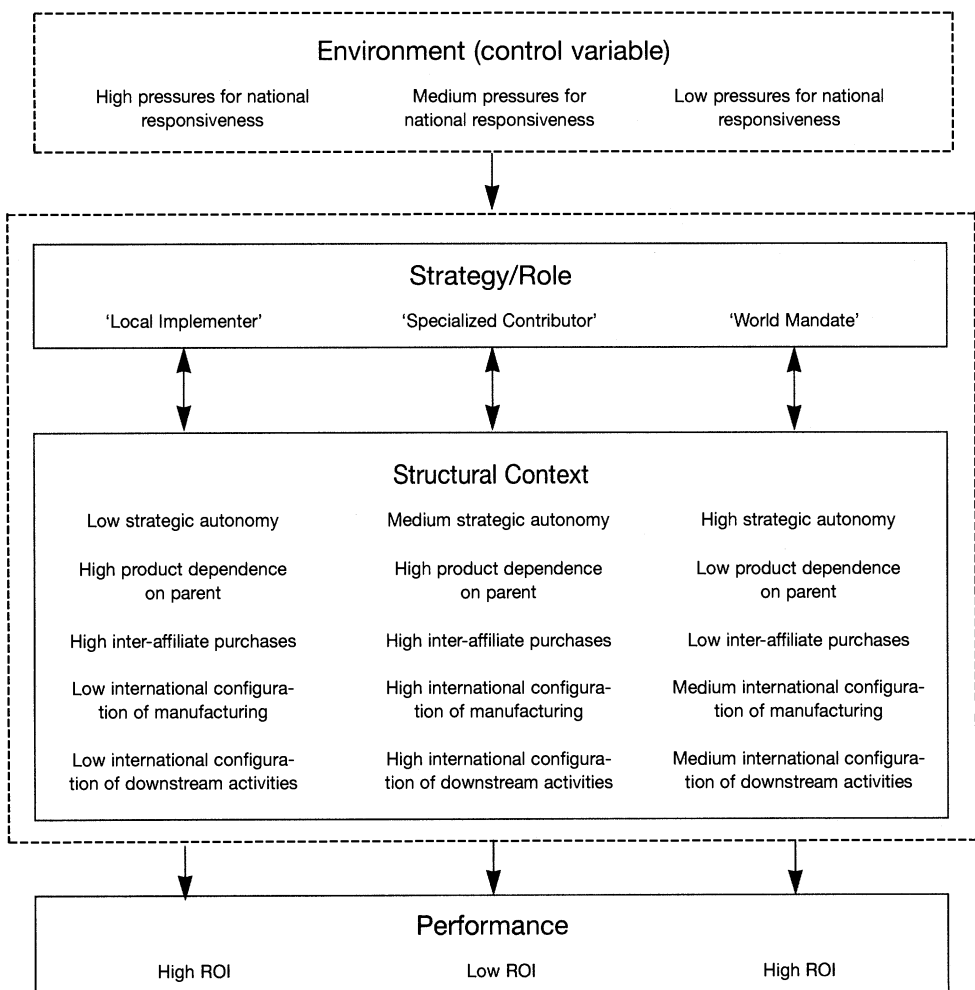 Environment (control variable)
High pressures for national
responsiveness
Medium pressures for
national responsiveness
Low pressures for national
responsiveness
Strategy/Role
‘Local Implementer’
‘Specialized Contributor’
‘World Mandate’
Structural Context
Low strategic autonomy
Medium strategic autonomy
High strategic autonomy
High product dependence
on parent
High product dependence
on parent
Low product dependence
on parent
High inter-affiliate purchases
High inter-affiliate purchases
Low inter-affiliate purchases
Low international configura-
tion of manufacturing
High international configura-
tion of manufacturing
Medium international configura-
tion of manufacturing
Low international configura-
tion of downstream activities
High international configura-
tion of downstream activities
Medium international configura-
tion of downstream activities
Performance
High ROI
Low ROI
High ROI